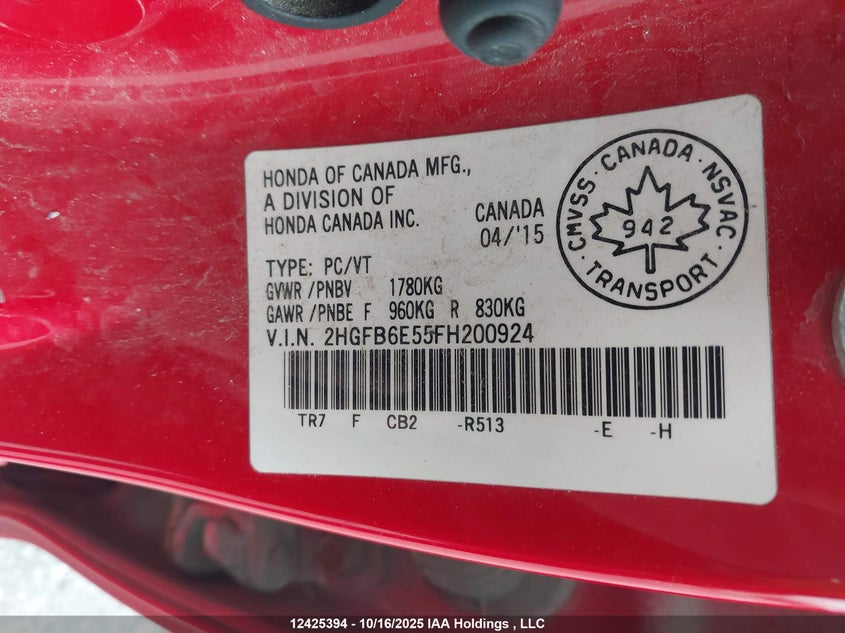 HONDA OF CANADA MFG.,
A DIVISION OF
HONDA CANADA INC.
CANADA
04/'15
CMVSS · CANADA · NSVAC
942
· TRANSPORT ·
TYPE: PC/VT
GVWR /PNBV 1780KG
GAWR /PNBE F 960KG R 830KG
V.I.N. 2HGFB6E55FH200924
TR7 F CB2 -R513 -E -H
12425394 - 10/16/2025 IAA Holdings , LLC